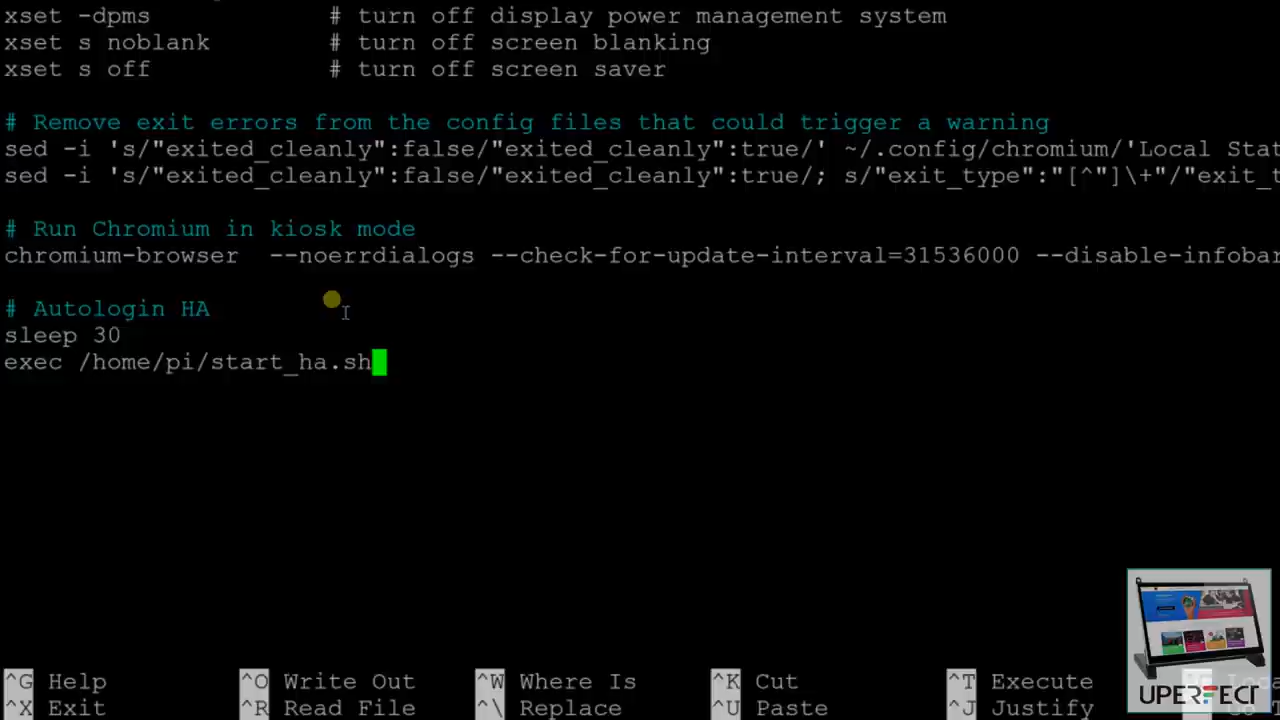 xset -dpms # turn off display power management system
xset s noblank # turn off screen blanking
xset s off # turn off screen saver
# Remove exit errors from the config files that could trigger a warning
sed -i 's/"exited_cleanly":false/"exited_cleanly":true/' ~/.config/chromium/'Local Stat
sed -i 's/"exited_cleanly":false/"exited_cleanly":true/; s/"exit_type":"[^"]\+"/"exit_t
# Run Chromium in kiosk mode
chromium-browser --noerrdialogs --check-for-update-interval=31536000 --disable-infobar
# Autologin HA
sleep 30
exec /home/pi/start_ha.sh
^G Help ^O Write Out ^W Where Is ^K Cut ^T Execute
^X Exit ^R Read File ^\ Replace ^U Paste ^J Justify
UPERFECT